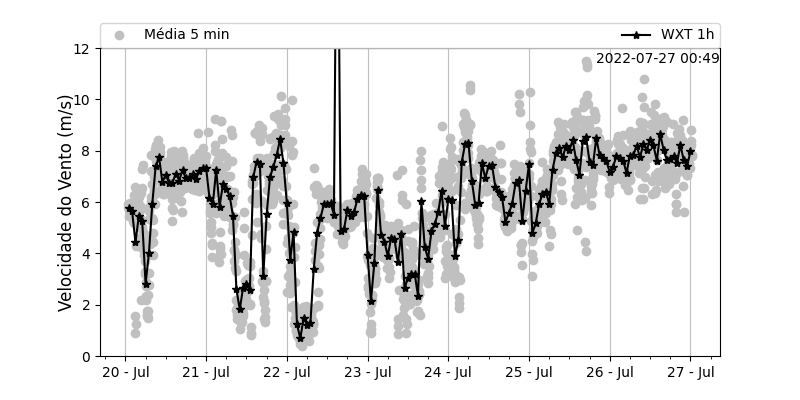 Média 5 min
WXT 1h
2022-07-27 00:49
12
10
8
6
4
2
0
Velocidade do Vento (m/s)
20 - Jul 21 - Jul 22 - Jul 23 - Jul 24 - Jul 25 - Jul 26 - Jul 27 - Jul